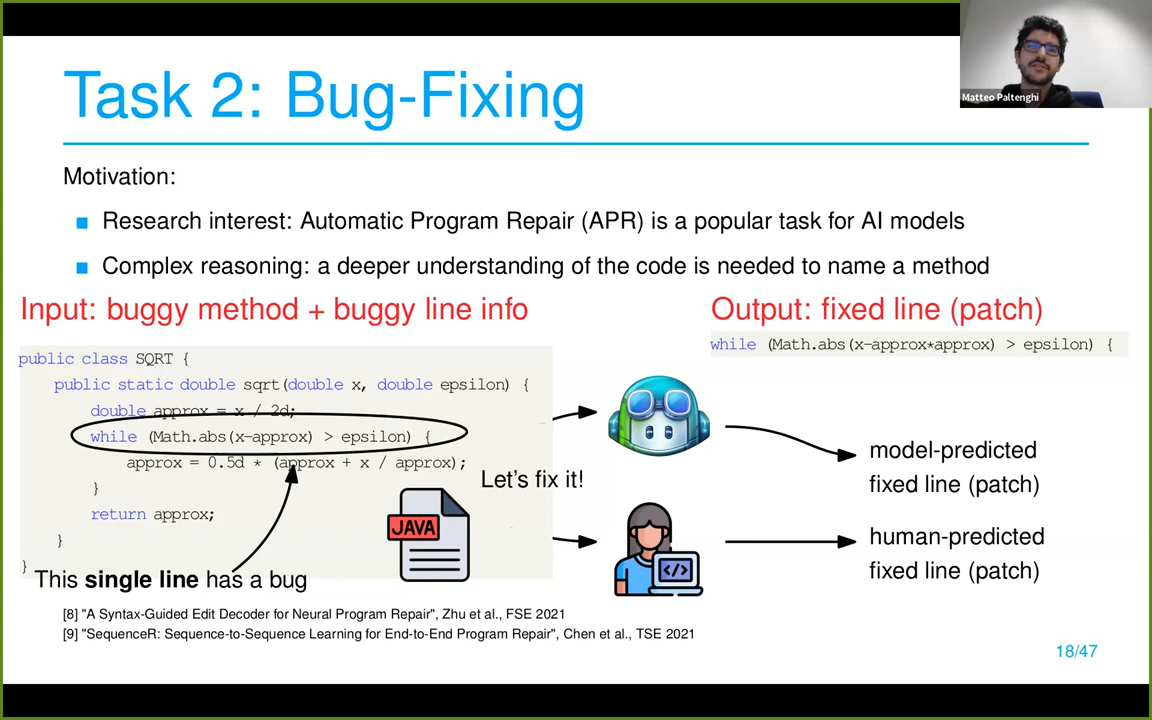 Matteo Paltenghi
Task 2: Bug-Fixing
Motivation:
Research interest: Automatic Program Repair (APR) is a popular task for AI models
Complex reasoning: a deeper understanding of the code is needed to name a method
Input: buggy method + buggy line info
public class SQRT {
public static double sqrt(double x, double epsilon) {
double approx = x / 2d;
while (Math.abs(x-approx) > epsilon) {
approx = 0.5d * (approx + x / approx);
}
return approx;
}
}
This single line has a bug
JAVA
Let's fix it!
</>
Output: fixed line (patch)
while (Math.abs(x-approx*approx) > epsilon) {
model-predicted
fixed line (patch)
human-predicted
fixed line (patch)
[8] "A Syntax-Guided Edit Decoder for Neural Program Repair", Zhu et al., FSE 2021
[9] "SequenceR: Sequence-to-Sequence Learning for End-to-End Program Repair", Chen et al., TSE 2021
18/47